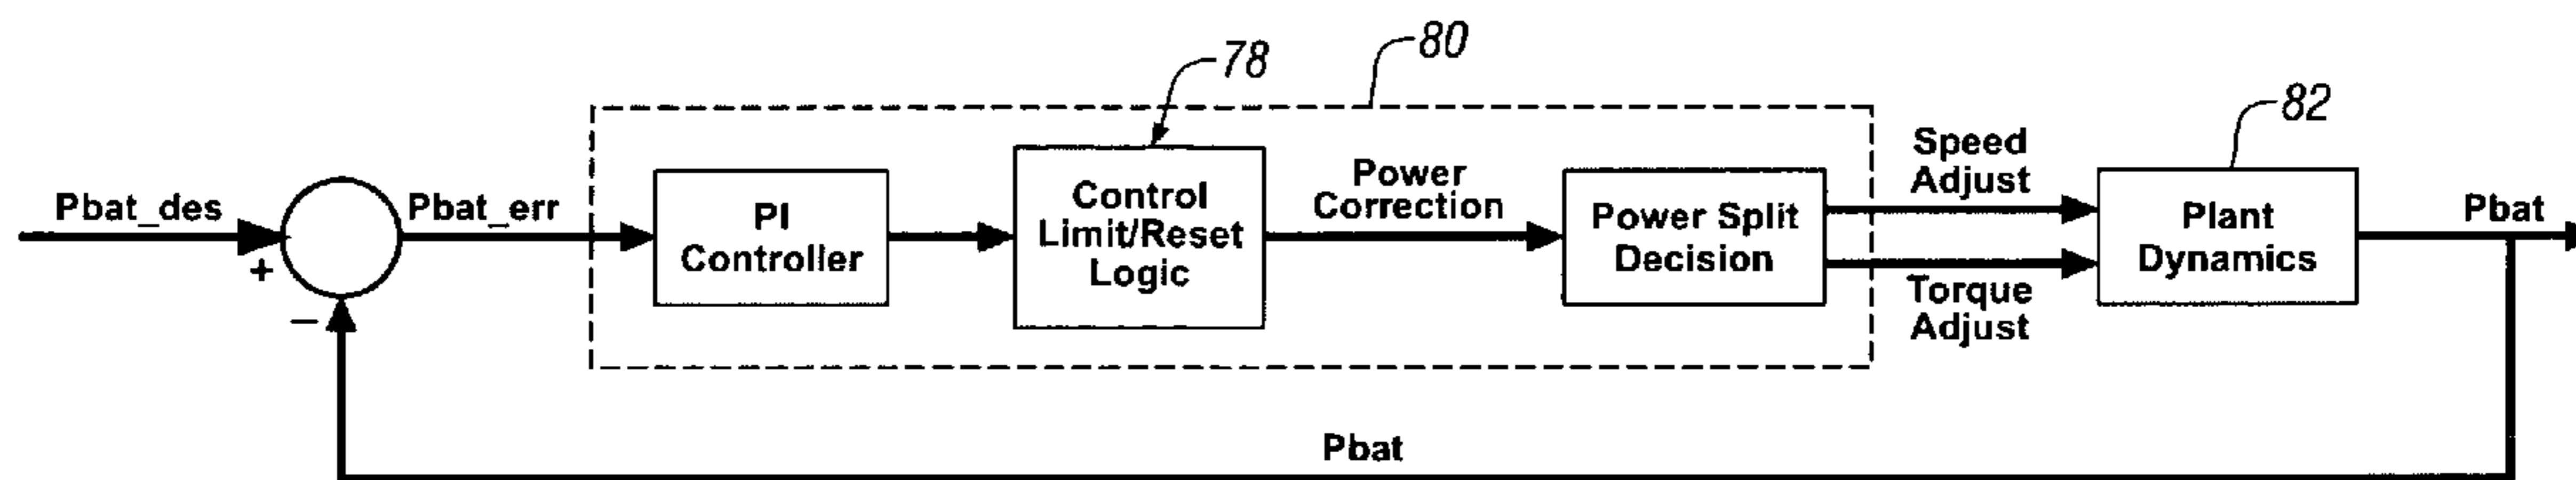 80
78
82
Pbat_des
+
−
Pbat_err
PI
Controller
Control
Limit/Reset
Logic
Power
Correction
Power Split
Decision
Speed
Adjust
Torque
Adjust
Plant
Dynamics
Pbat
Pbat